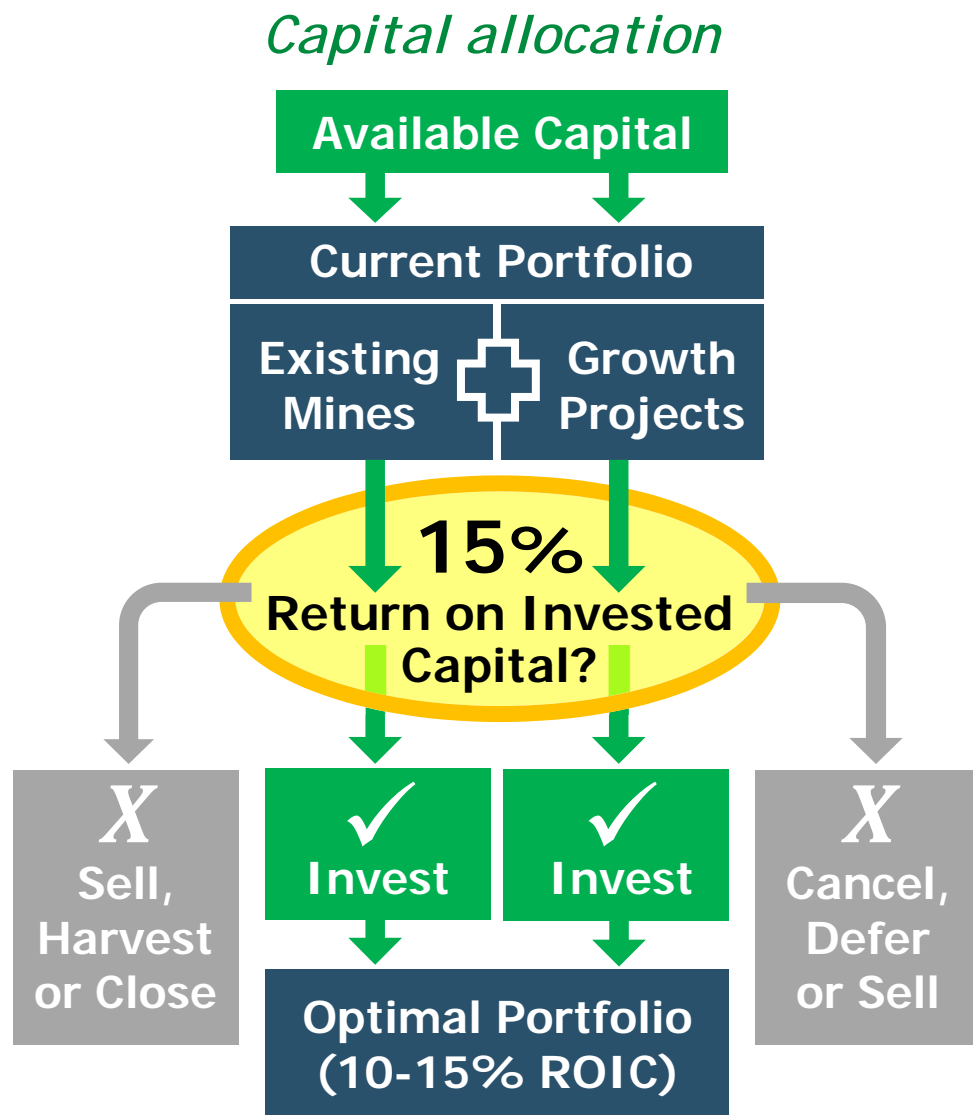 Capital allocation
Available Capital
Current Portfolio
Existing
Mines
Growth
Projects
15%
Return on Invested
Capital?
X
Sell,
Harvest
or Close
✓
Invest
✓
Invest
X
Cancel,
Defer
or Sell
Optimal Portfolio
(10-15% ROIC)